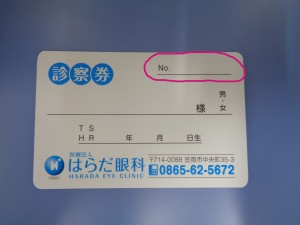 診察券
No.
男・女
様
T S
H R 年 月 日生
医療法人
はらだ眼科
HARADA EYE CLINIC
〒714-0086 笠岡市中央町35-3
0865-62-5672